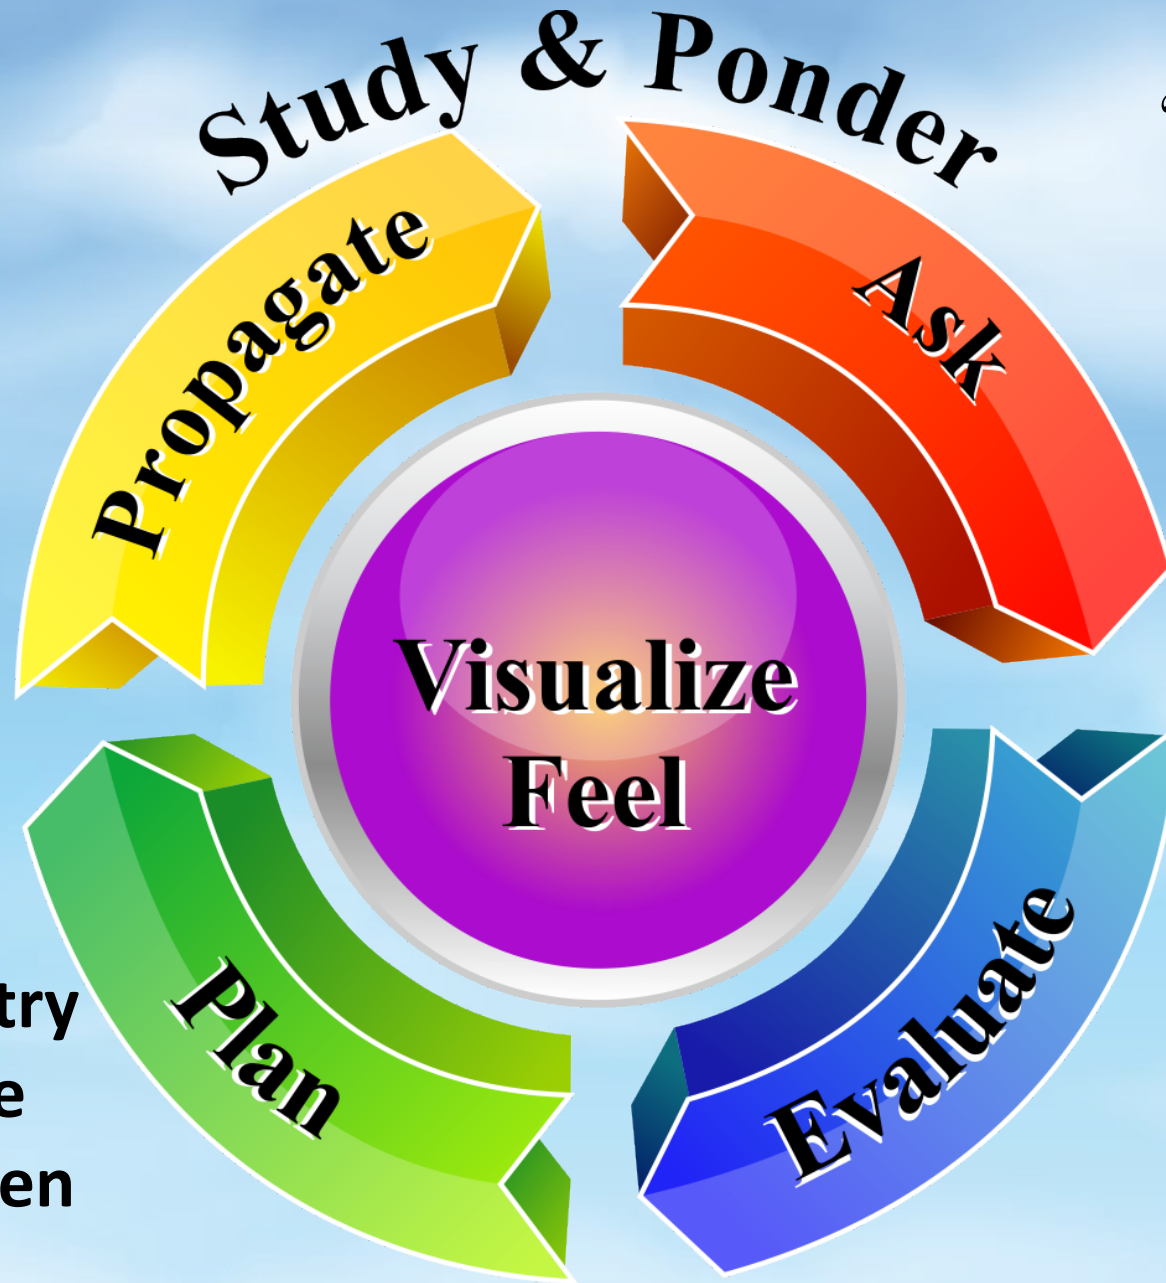 Study & Ponder
Propagate
Ask
Visualize
Feel
Plan
Evaluate
try
e
en